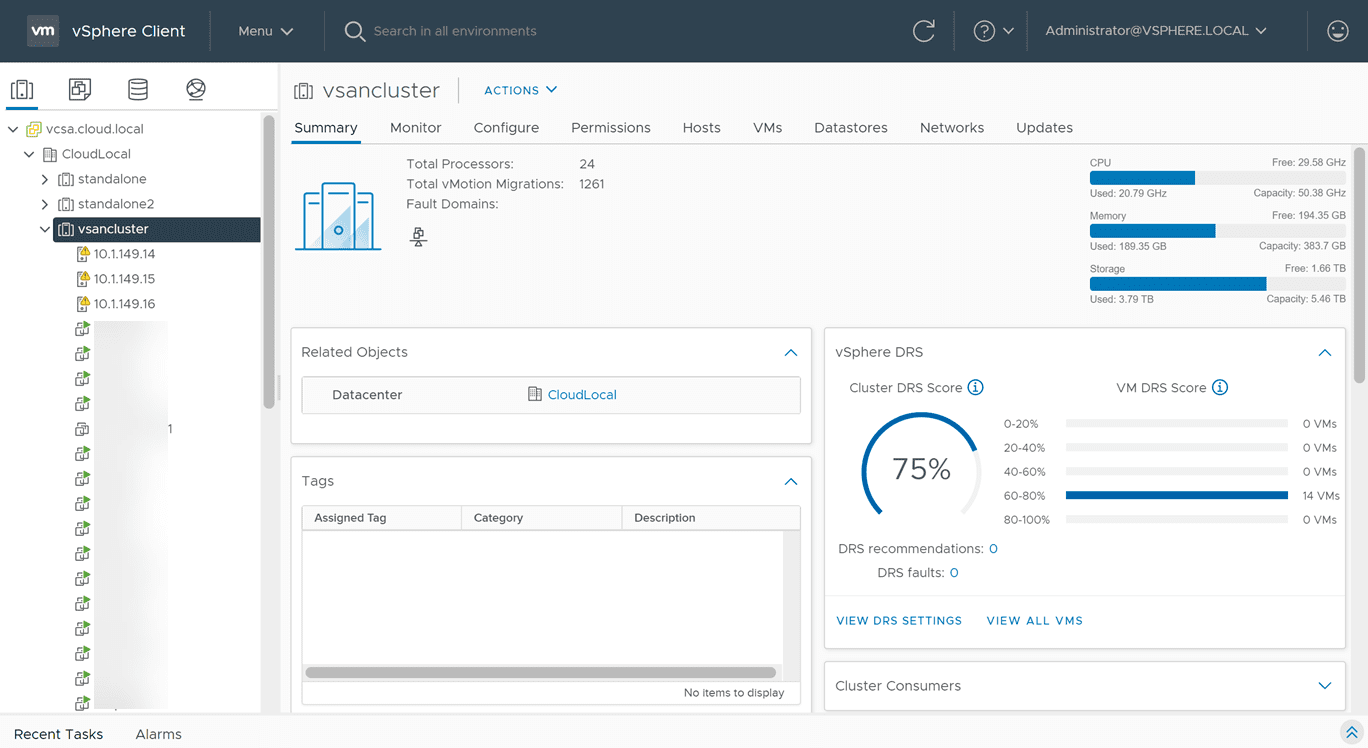 vm vSphere Client Menu Search in all environments ? Administrator@VSPHERE.LOCAL
vcsa.cloud.local
CloudLocal
standalone
standalone2
vsancluster
10.1.149.14
10.1.149.15
10.1.149.16
1
vsancluster ACTIONS
Summary Monitor Configure Permissions Hosts VMs Datastores Networks Updates
Total Processors: 24
Total vMotion Migrations: 1261
Fault Domains:
CPU Free: 29.58 GHz
Used: 20.79 GHz Capacity: 50.38 GHz
Memory Free: 194.35 GB
Used: 189.35 GB Capacity: 383.7 GB
Storage Free: 1.66 TB
Used: 3.79 TB Capacity: 5.46 TB
Related Objects
Datacenter CloudLocal
Tags
Assigned Tag Category Description
No items to display
vSphere DRS
Cluster DRS Score VM DRS Score
75%
0-20% 0 VMs
20-40% 0 VMs
40-60% 0 VMs
60-80% 14 VMs
80-100% 0 VMs
DRS recommendations: 0
DRS faults: 0
VIEW DRS SETTINGS VIEW ALL VMS
Cluster Consumers
Recent Tasks Alarms